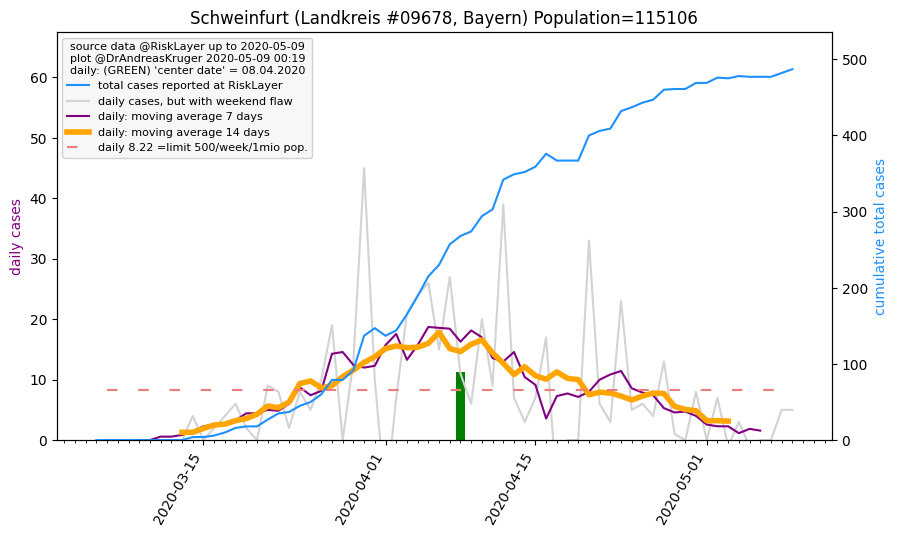 Schweinfurt (Landkreis #09678, Bayern) Population=115106
source data @RiskLayer up to 2020-05-09
plot @DrAndreasKruger 2020-05-09 00:19
daily: (GREEN) 'center date' = 08.04.2020
total cases reported at RiskLayer
daily cases, but with weekend flaw
daily: moving average 7 days
daily: moving average 14 days
daily 8.22 =limit 500/week/1mio pop.
daily cases
60
50
40
30
20
10
0
cumulative total cases
500
400
300
200
100
0
2020-03-15
2020-04-01
2020-04-15
2020-05-01